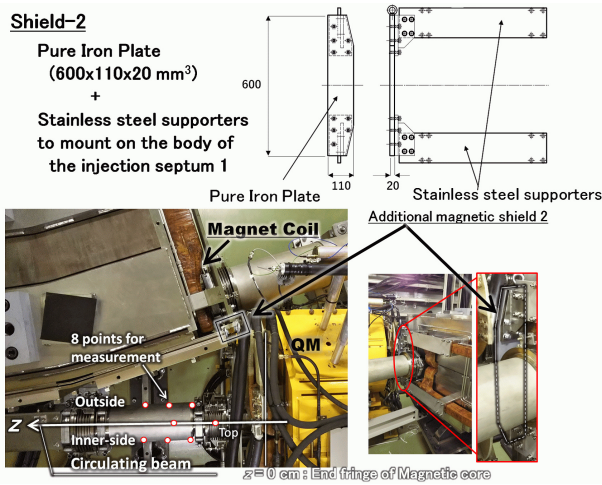 Shield-2
Pure Iron Plate
(600x110x20 mm³)
+
Stainless steel supporters
to mount on the body of
the injection septum 1
600
110
20
Pure Iron Plate
Stainless steel supporters
Additional magnetic shield 2
Magnet Coil
QM
8 points for
measurement
Outside
z
Top
Inner-side
Circulating beam
z = 0 cm : End fringe of Magnetic core